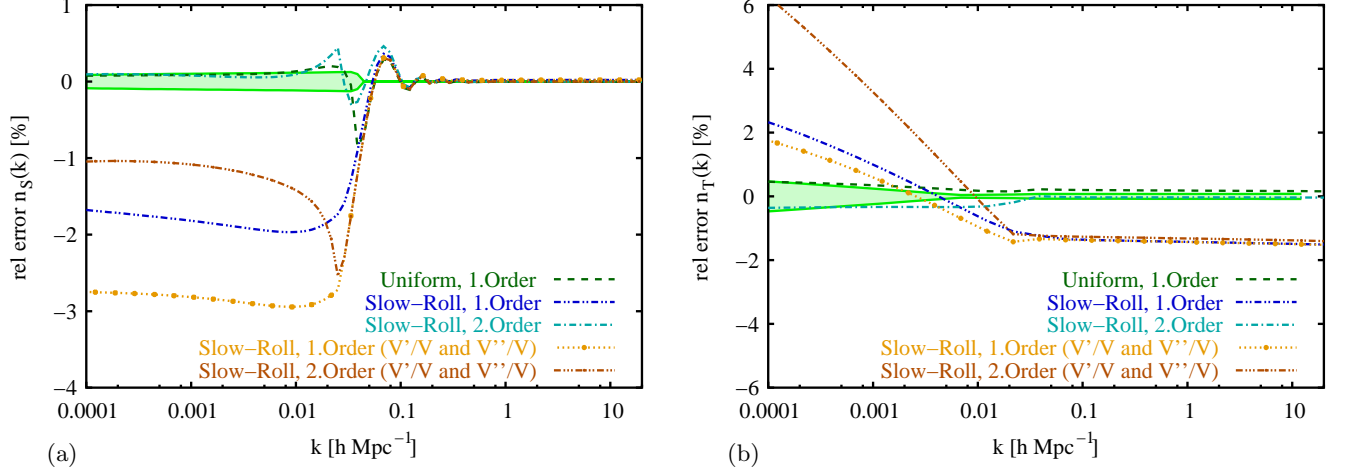 1
0
−1
−2
−3
−4
rel error n_S(k) [%]
Uniform, 1.Order
Slow−Roll, 1.Order
Slow−Roll, 2.Order
Slow−Roll, 1.Order (V'/V and V''/V)
Slow−Roll, 2.Order (V'/V and V''/V)
0.0001 0.001 0.01 0.1 1 10
k [h Mpc⁻¹]
(a)
6
4
2
0
−2
−4
−6
rel error n_T(k) [%]
Uniform, 1.Order
Slow−Roll, 1.Order
Slow−Roll, 2.Order
Slow−Roll, 1.Order (V'/V and V''/V)
Slow−Roll, 2.Order (V'/V and V''/V)
0.0001 0.001 0.01 0.1 1 10
k [h Mpc⁻¹]
(b)